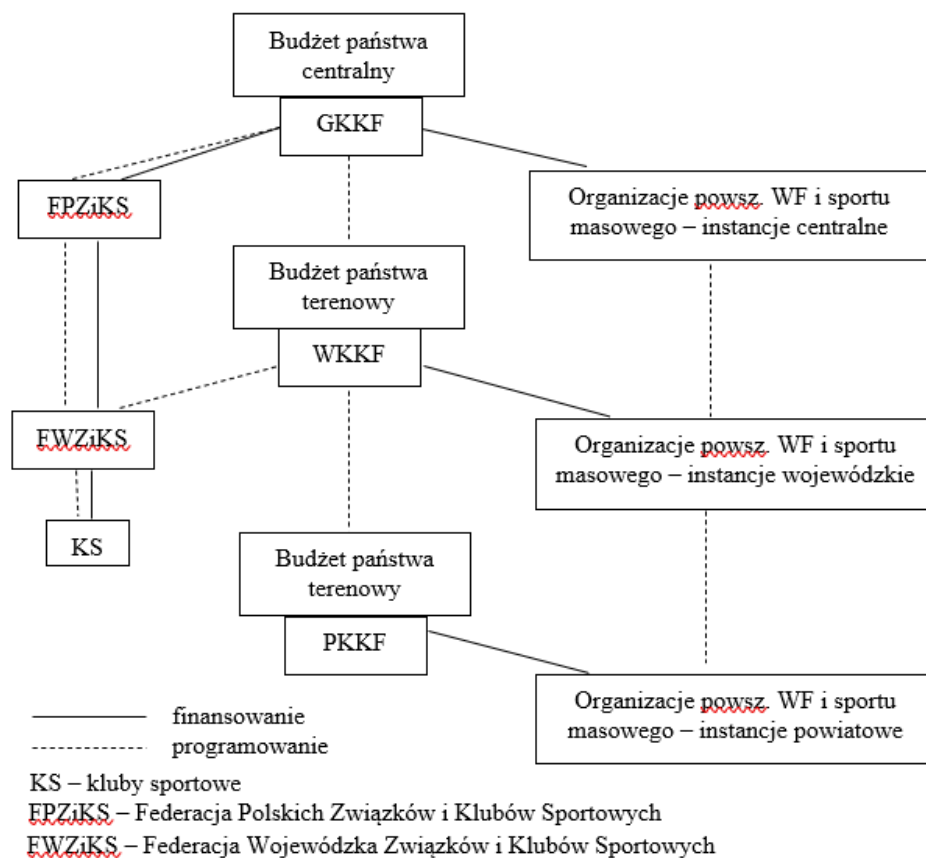 Budżet państwa
centralny
GKKF
FPZiKS
Organizacje powsz. WF i sportu
masowego – instancje centralne
Budżet państwa
terenowy
WKKF
FWZiKS
Organizacje powsz. WF i sportu
masowego – instancje wojewódzkie
KS
Budżet państwa
terenowy
PKKF
Organizacje powsz. WF i sportu
masowego – instancje powiatowe
finansowanie
programowanie
KS – kluby sportowe
FPZiKS – Federacja Polskich Związków i Klubów Sportowych
FWZiKS – Federacja Wojewódzka Związków i Klubów Sportowych